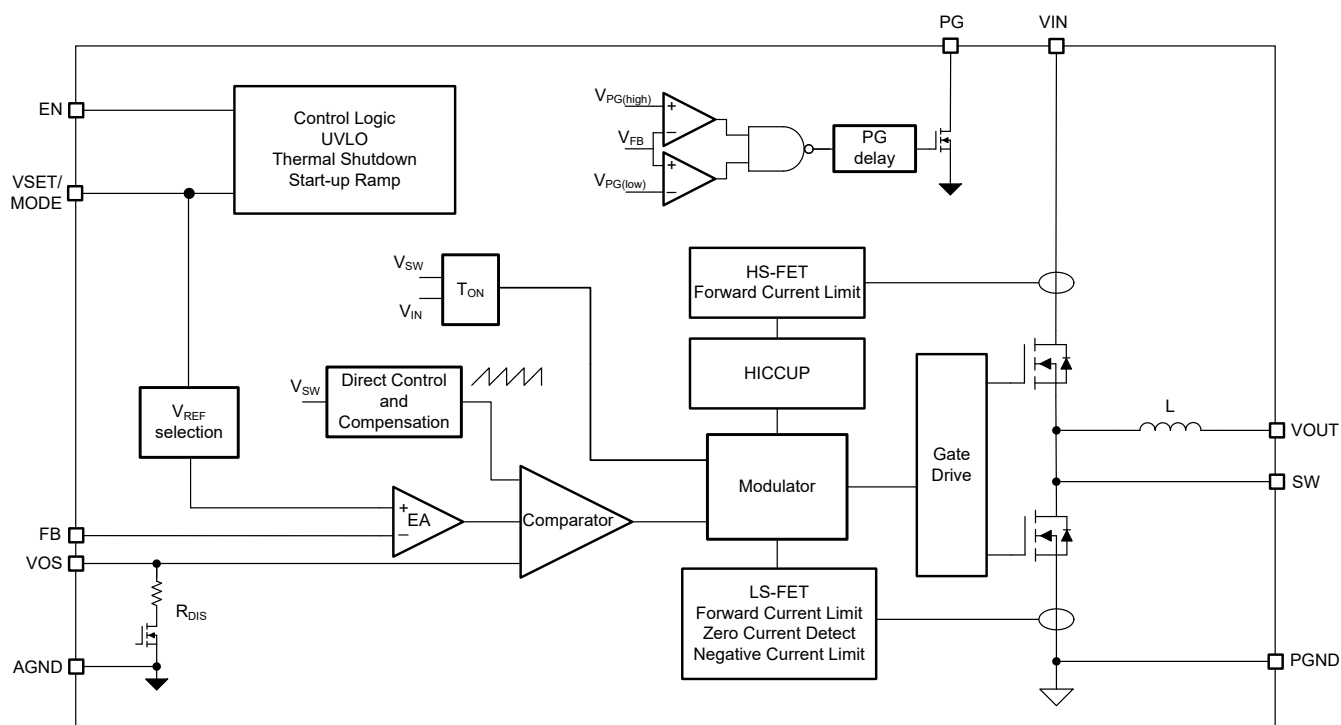 PG
VIN
EN
Control Logic
UVLO
Thermal Shutdown
Start-up Ramp
VPG(high)
+
−
VFB
+
VPG(low)
−
PG
delay
VSET/
MODE
VSW
VIN
TON
HS-FET
Forward Current Limit
HICCUP
VSW
Direct Control
and
Compensation
VREF
selection
L
VOUT
Gate
Drive
Modulator
SW
+
EA
−
Comparator
FB
VOS
RDIS
LS-FET
Forward Current Limit
Zero Current Detect
Negative Current Limit
AGND
PGND